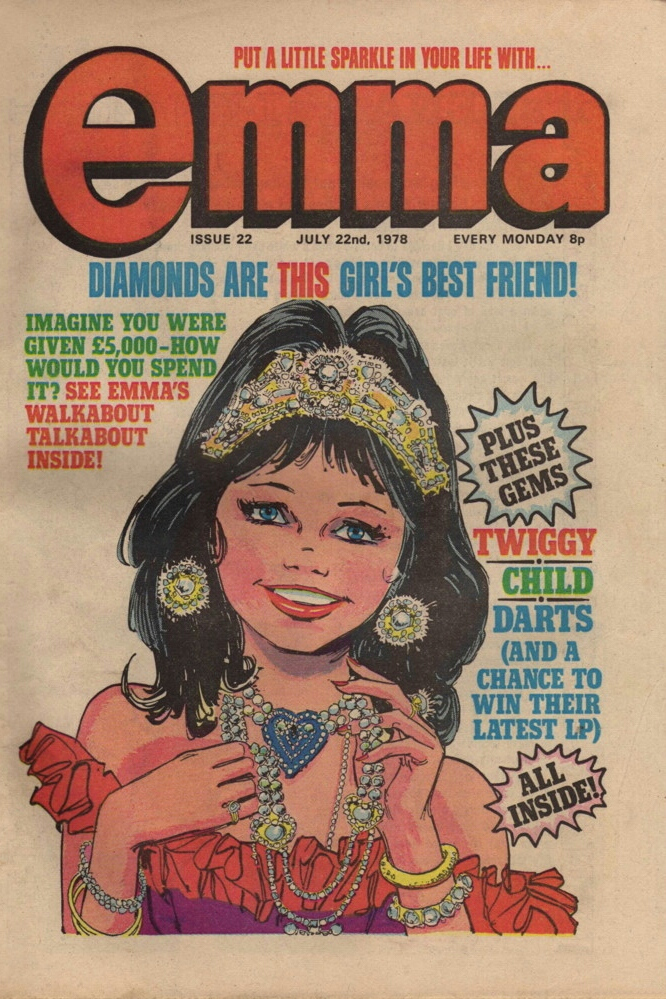 PUT A LITTLE SPARKLE IN YOUR LIFE WITH...
emma
ISSUE 22 JULY 22nd, 1978 EVERY MONDAY 8p
DIAMONDS ARE THIS GIRL'S BEST FRIEND!
IMAGINE YOU WERE
GIVEN £5,000-HOW
WOULD YOU SPEND
IT? SEE EMMA'S
WALKABOUT
TALKABOUT
INSIDE!
PLUS
THESE
GEMS
TWIGGY
CHILD
DARTS
(AND A
CHANCE TO
WIN THEIR
LATEST LP)
ALL
INSIDE!